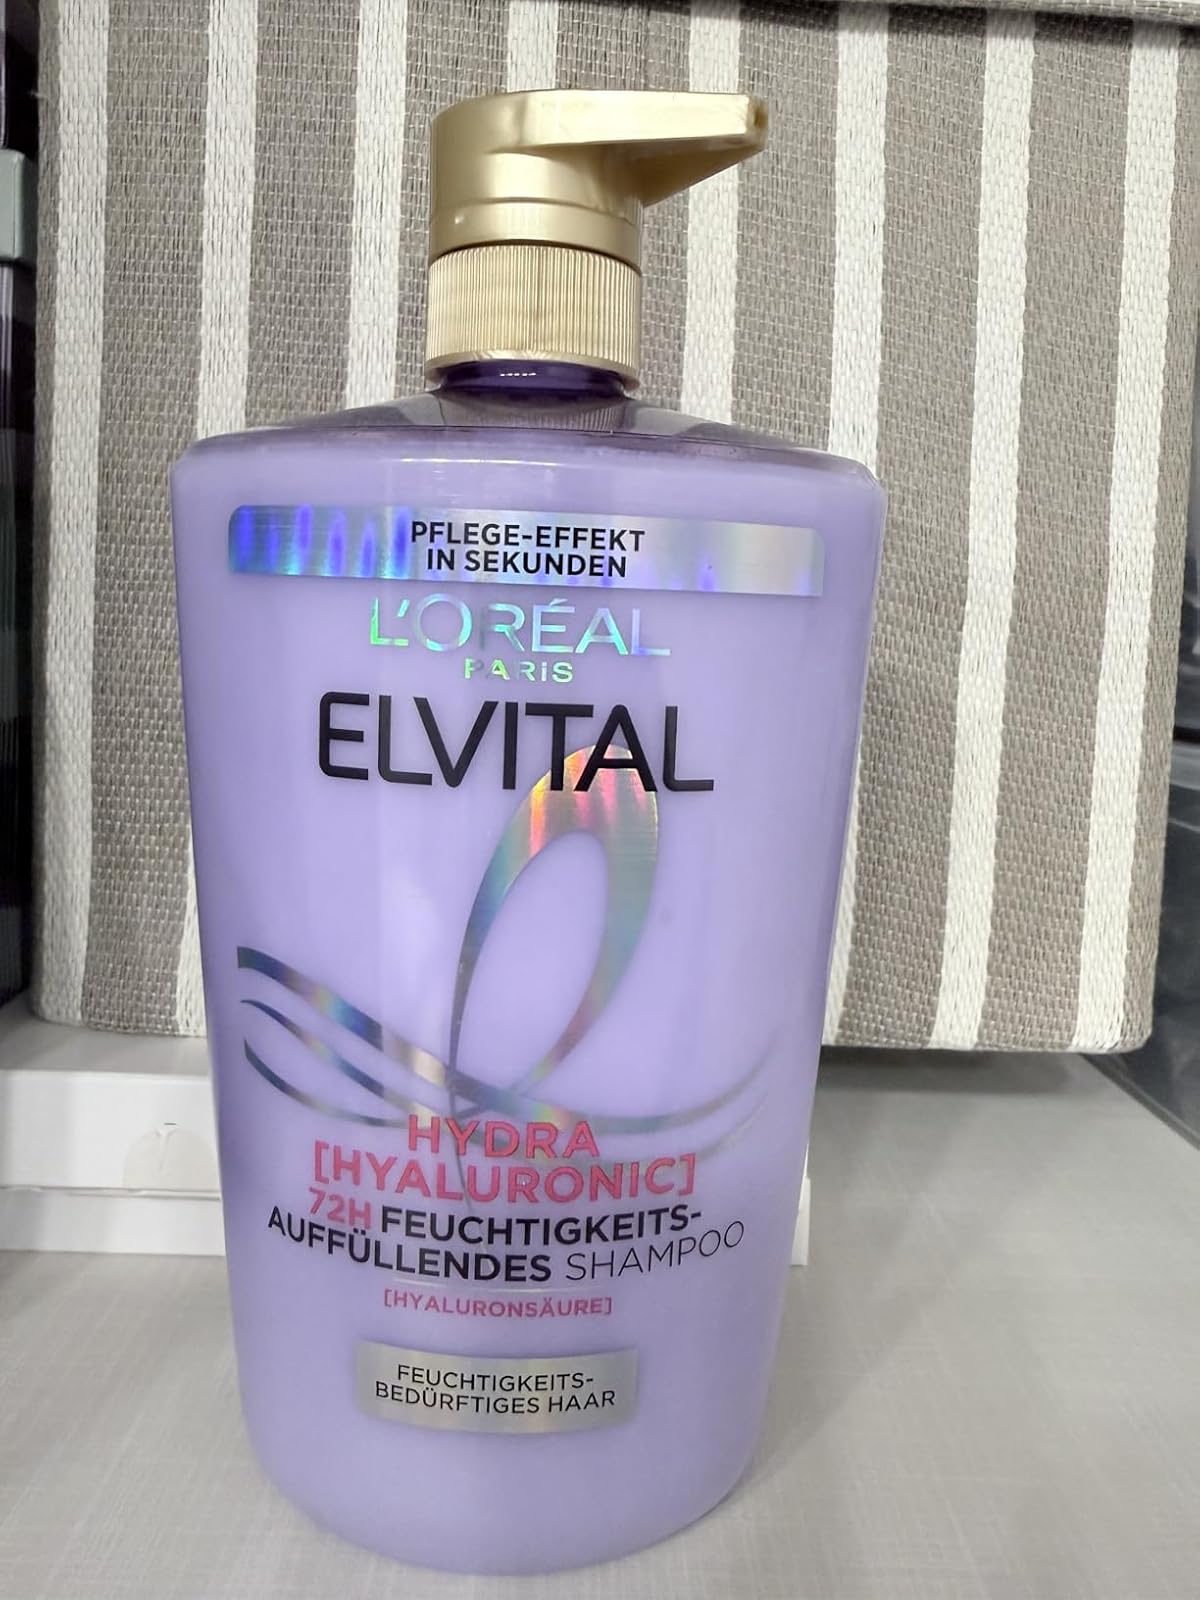 PFLEGE-EFFEKT
IN SEKUNDEN
L'ORÉAL
PARiS
ELVITAL
HYDRA
[HYALURONIC]
72H FEUCHTIGKEITS-
AUFFÜLLENDES SHAMPOO
[HYALURONSÄURE]
FEUCHTIGKEITS-
BEDÜRFTIGES HAAR